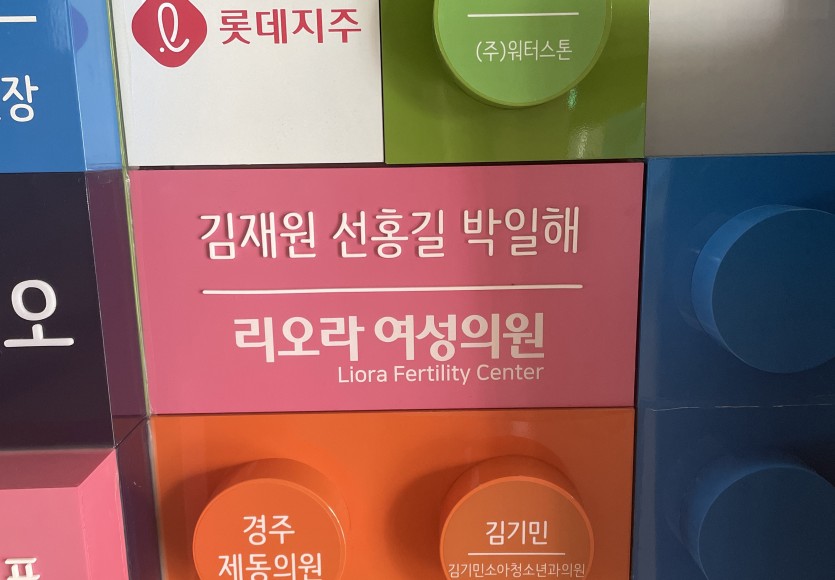 롯데지주
(주)워터스톤
장
김재원 선홍길 박일해
리오라 여성의원
Liora Fertility Center
오
경주
제동의원
김기민
김기민소아청소년과의원